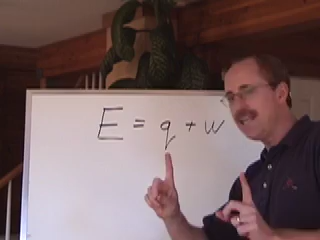 E = q + w